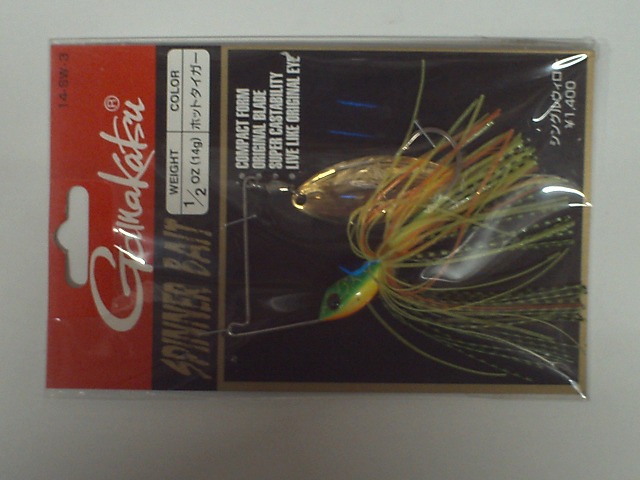 14-SW-3
Gamakatsu®
SPINNER BAIT
WEIGHT
1/2 OZ (14g)
COLOR
ホットタイガー
• COMPACT FORM
• ORIGINAL BLADE
• SUPER CASTABILITY
• LIVE LIKE ORIGINAL EYE
シングルウィロー
¥1,400